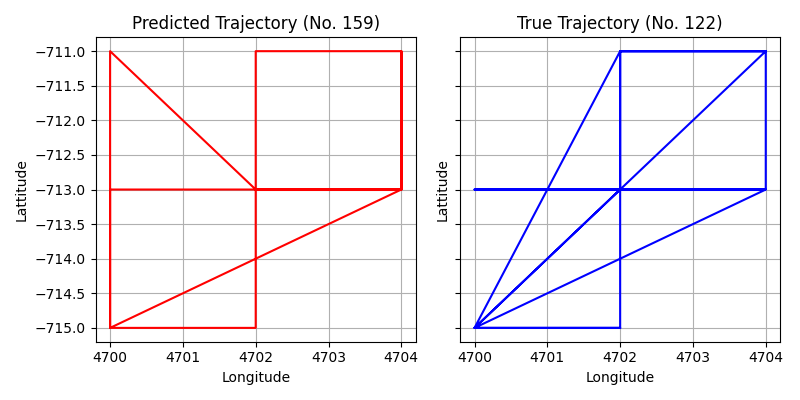 Predicted Trajectory (No. 159)
True Trajectory (No. 122)
−711.0
−711.5
−712.0
−712.5
−713.0
−713.5
−714.0
−714.5
−715.0
Lattitude
Lattitude
4700 4701 4702 4703 4704
4700 4701 4702 4703 4704
Longitude
Longitude